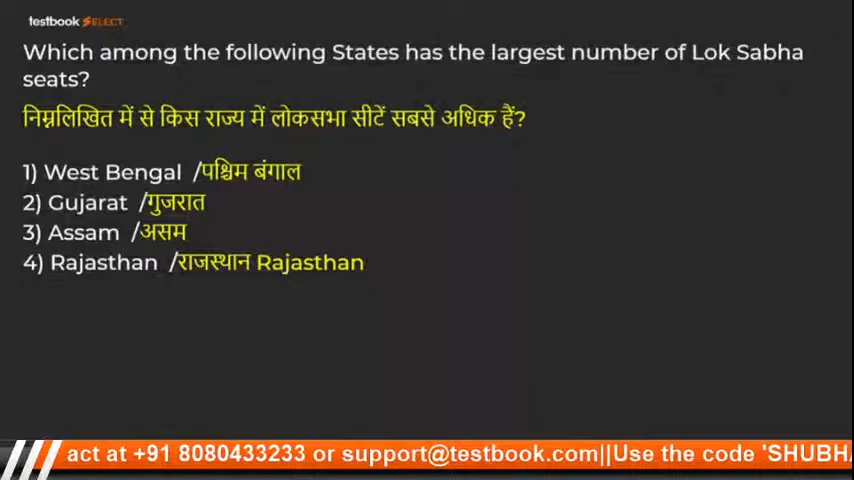 testbook SELECT
Which among the following States has the largest number of Lok Sabha
seats?
निम्नलिखित में से किस राज्य में लोकसभा सीटें सबसे अधिक हैं?
1) West Bengal /पश्चिम बंगाल
2) Gujarat /गुजरात
3) Assam /असम
4) Rajasthan /राजस्थान Rajasthan
act at +91 8080433233 or support@testbook.com||Use the code 'SHUBHA